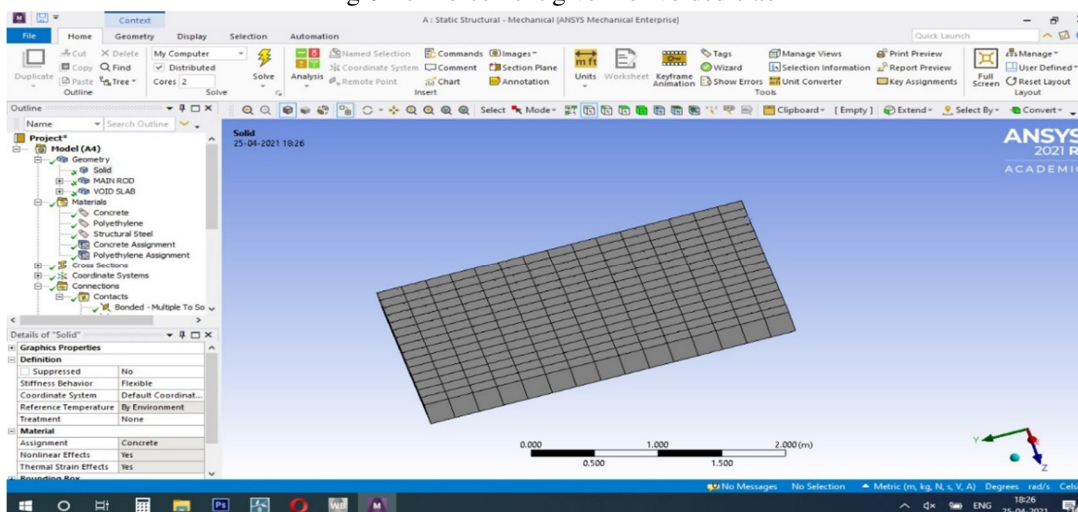 A : Static Structural - Mechanical [ANSYS Mechanical Enterprise]
Context
File Home Geometry Display Selection Automation Quick Launch
Duplicate Cut Copy Paste Delete Find Tree
Outline
My Computer Distributed Cores 2 Solve
Solve
Analysis Named Selection Coordinate System Remote Point Commands Comment Chart Images Section Plane Annotation
Insert
Units Worksheet Keyframe Animation Tags Wizard Show Errors Manage Views Selection Information Unit Converter Print Preview Report Preview Key Assignments
Tools
Full Screen Manage User Defined Reset Layout
Layout
Outline
Name Search Outline
Select Mode Clipboard [Empty] Extend Select By Convert
Project*
Model (A4)
Geometry
Solid
MAIN ROD
VOID SLAB
Materials
Concrete
Polyethylene
Structural Steel
Concrete Assignment
Polyethylene Assignment
Cross Sections
Coordinate Systems
Connections
Contacts
Bonded - Multiple To So
Details of "Solid"
Graphics Properties
Definition
Suppressed No
Stiffness Behavior Flexible
Coordinate System Default Coordinat...
Reference Temperature By Environment
Treatment None
Material
Assignment Concrete
Nonlinear Effects Yes
Thermal Strain Effects Yes
Bounding Box
Solid
25-04-2021 18:26
ANSYS
2021 R
ACADEMI
0.000 1.000 2.000 (m)
0.500 1.500
Y
Z
No Messages No Selection Metric (m, kg, N, s, V, A) Degrees rad/s Cels
Ps WB M
ENG 18:26
25-04-2021